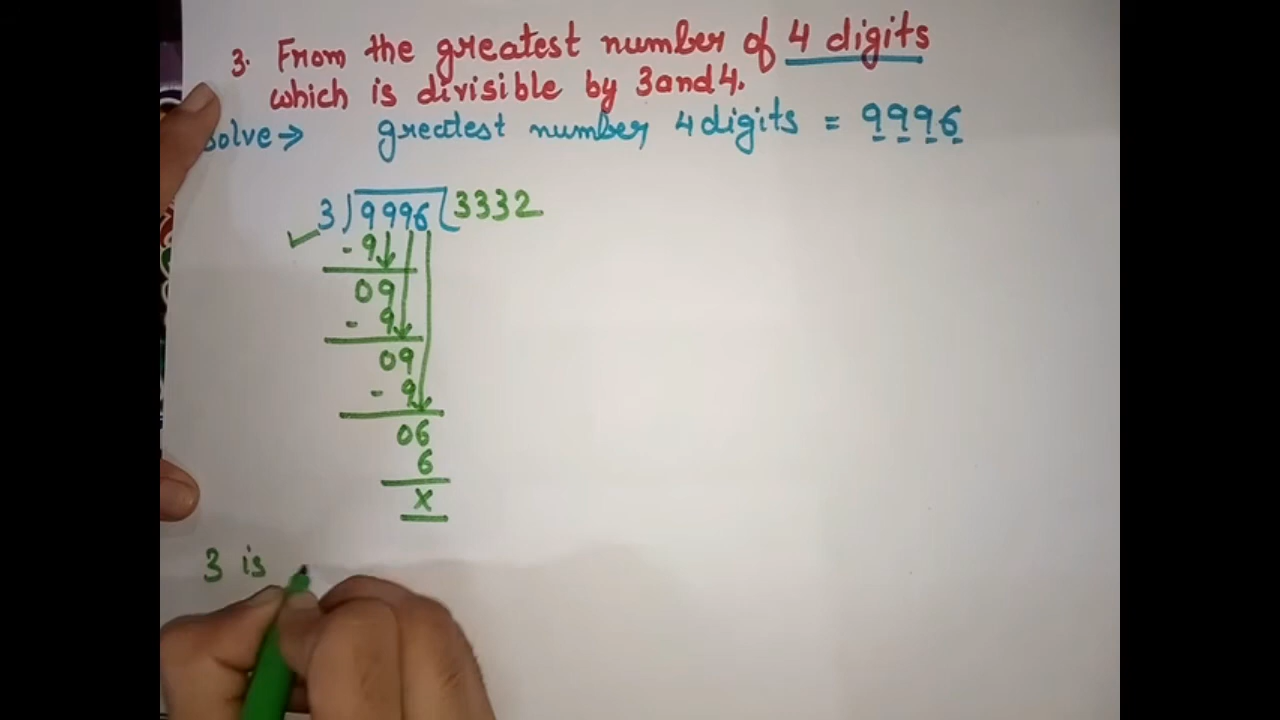 3. From the greatest number of 4 digits
which is divisible by 3 and 4.
Solve → greatest number 4 digits = 9996
3 ) 9996 ( 3332
- 9
09
- 9
09
- 9
06
6
x
3 is